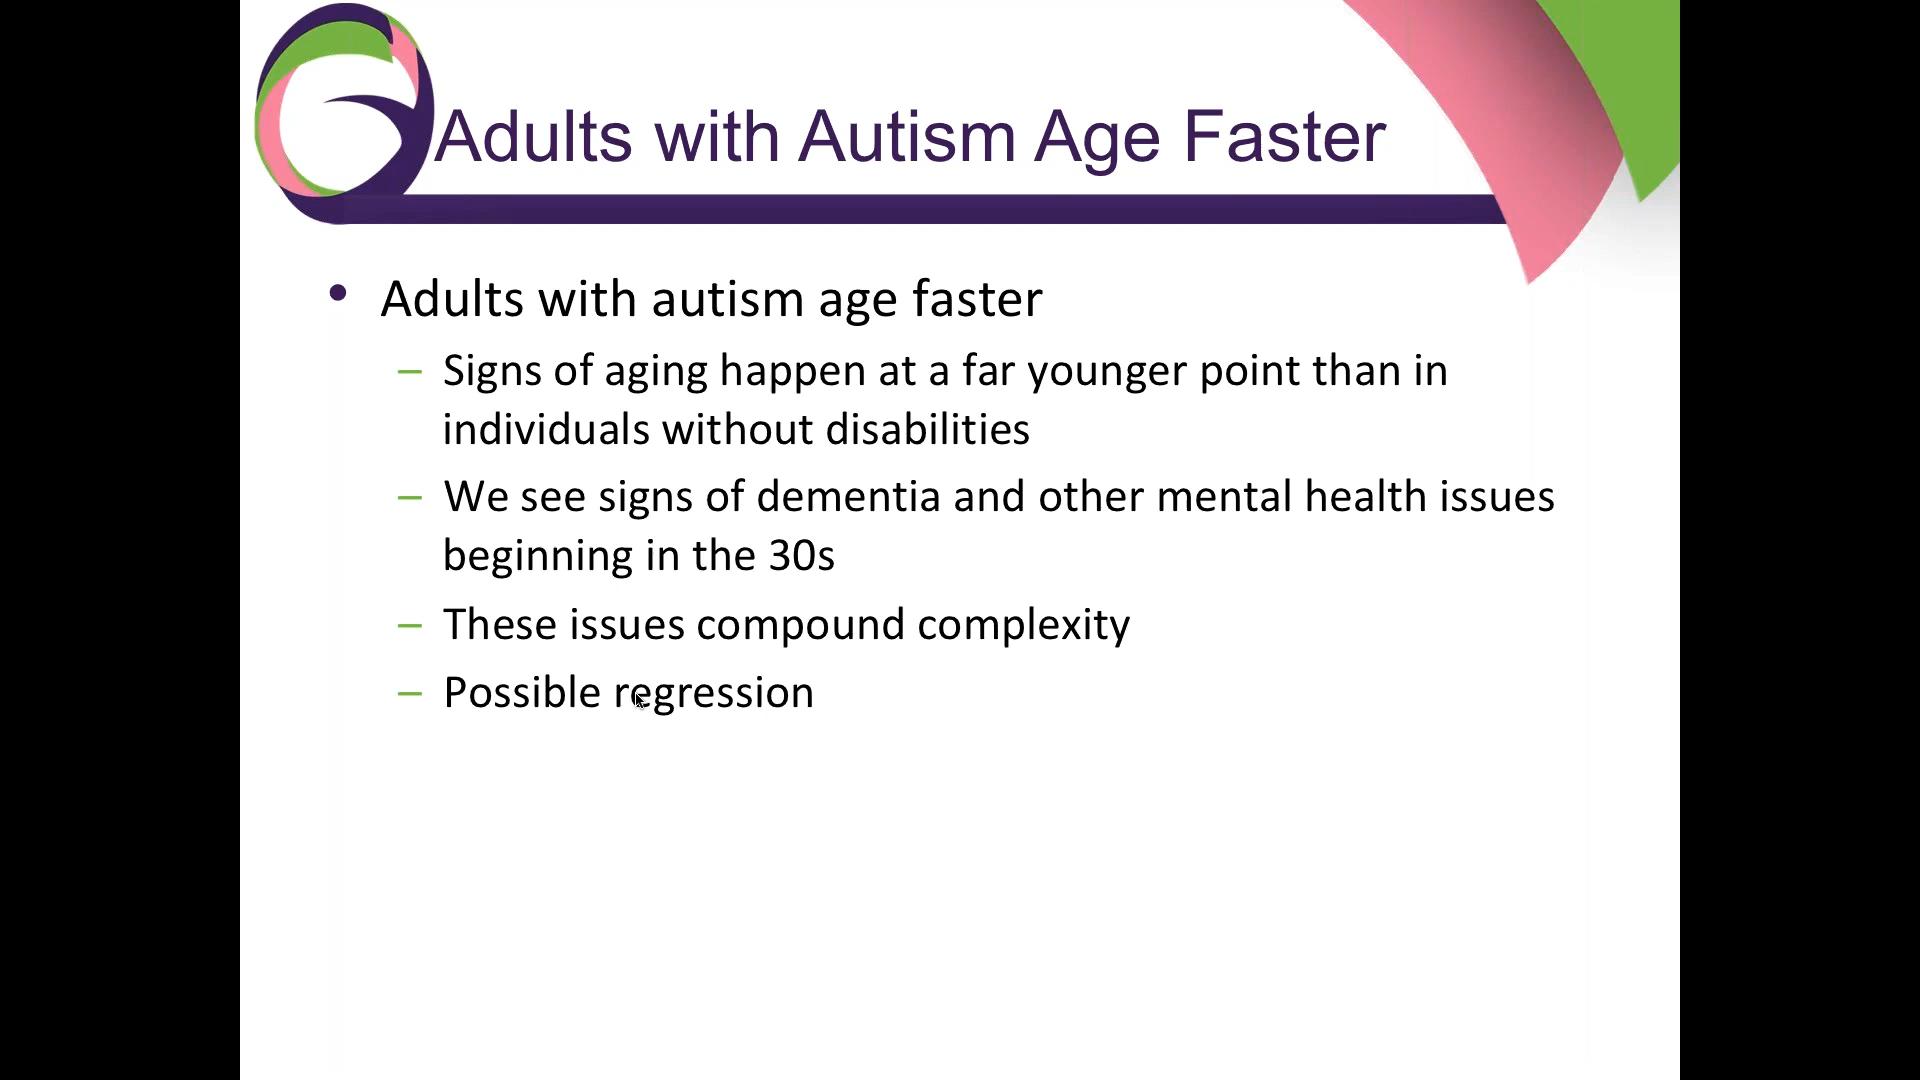 Adults with Autism Age Faster
• Adults with autism age faster
– Signs of aging happen at a far younger point than in
individuals without disabilities
– We see signs of dementia and other mental health issues
beginning in the 30s
– These issues compound complexity
– Possible regression